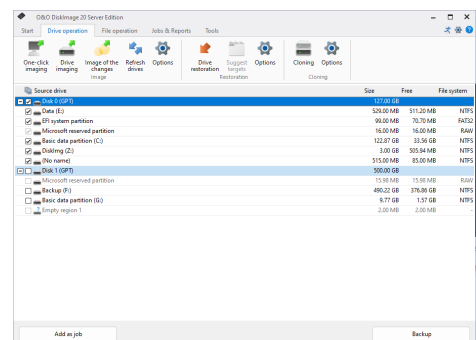 O&O DiskImage 20 Server Edition
Start Drive operation File operation Jobs & Reports Tools
One-click imaging Drive imaging Image of the changes Refresh drives Options Drive restoration Suggest targets Options Cloning Options
Image Restoration Cloning
Source drive Size Free File system
Disk 0 (GPT) 127.00 GB
Data (E:) 529.00 MB 511.20 MB NTFS
EFI system partition 99.00 MB 70.70 MB FAT32
Microsoft reserved partition 16.00 MB 16.00 MB RAW
Basic data partition (C:) 122.87 GB 33.56 GB NTFS
DiskImg (Z:) 3.00 GB 505.94 MB NTFS
(No name) 515.00 MB 85.00 MB NTFS
Disk 1 (GPT) 500.00 GB
Microsoft reserved partition 15.98 MB 15.98 MB RAW
Backup (F:) 490.22 GB 376.86 GB NTFS
Basic data partition (G:) 9.77 GB 1.57 GB NTFS
Empty region 1 2.00 MB 2.00 MB -
Add as job Backup